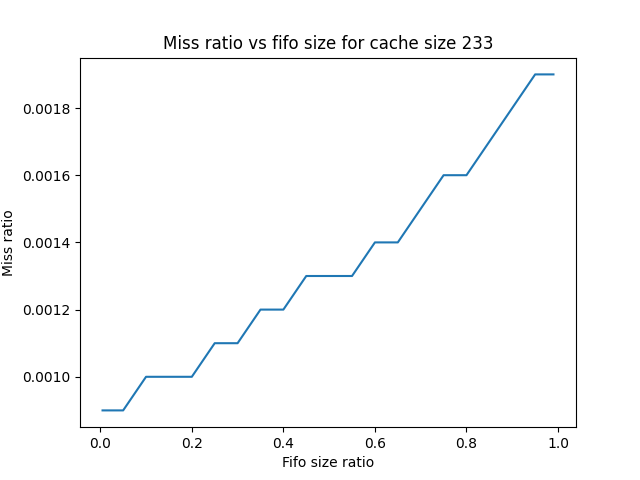 Miss ratio vs fifo size for cache size 233
0.0018
0.0016
0.0014
0.0012
0.0010
Miss ratio
0.0 0.2 0.4 0.6 0.8 1.0
Fifo size ratio